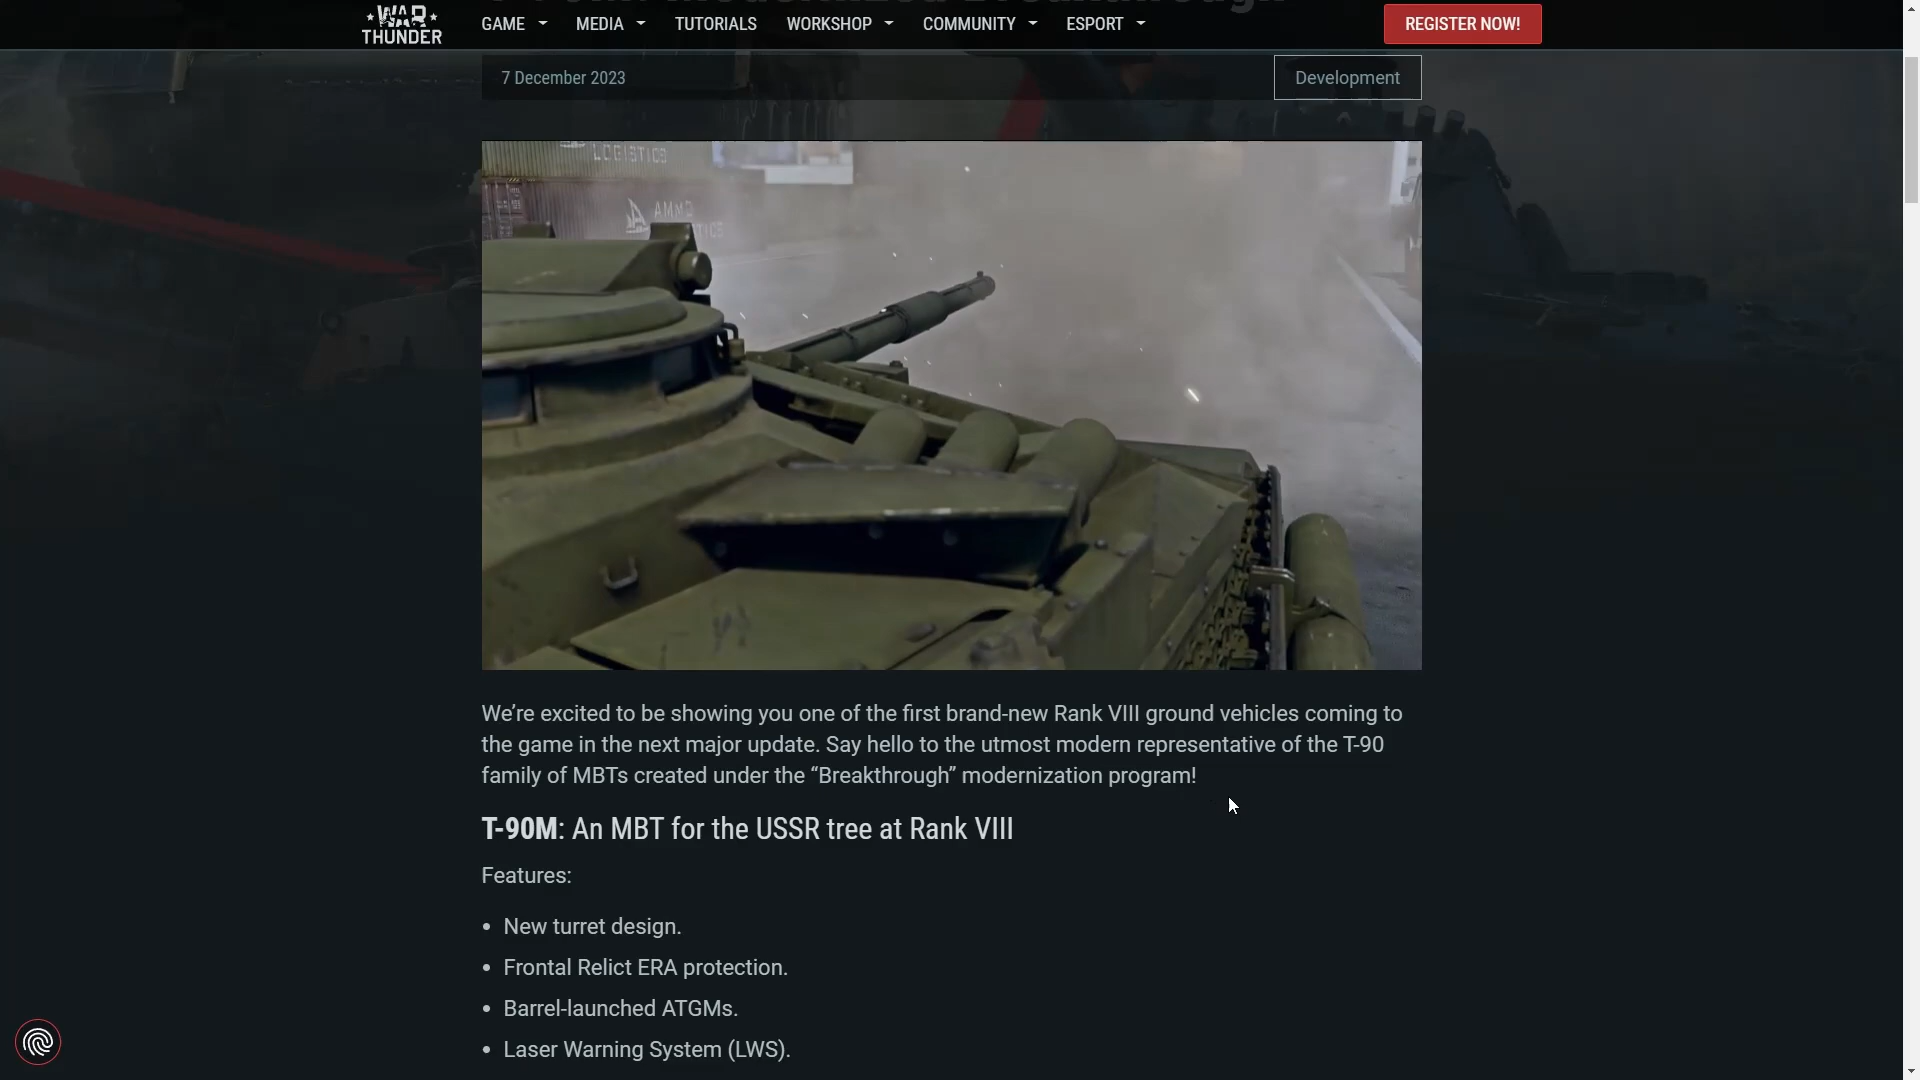 WAR
THUNDER
GAME
MEDIA
TUTORIALS
WORKSHOP
COMMUNITY
ESPORT
REGISTER NOW!
7 December 2023
Development
LOGISTICS
AMMO
We’re excited to be showing you one of the first brand-new Rank VIII ground vehicles coming to
the game in the next major update. Say hello to the utmost modern representative of the T-90
family of MBTs created under the “Breakthrough” modernization program!
T-90M: An MBT for the USSR tree at Rank VIII
Features:
• New turret design.
• Frontal Relict ERA protection.
• Barrel-launched ATGMs.
• Laser Warning System (LWS).